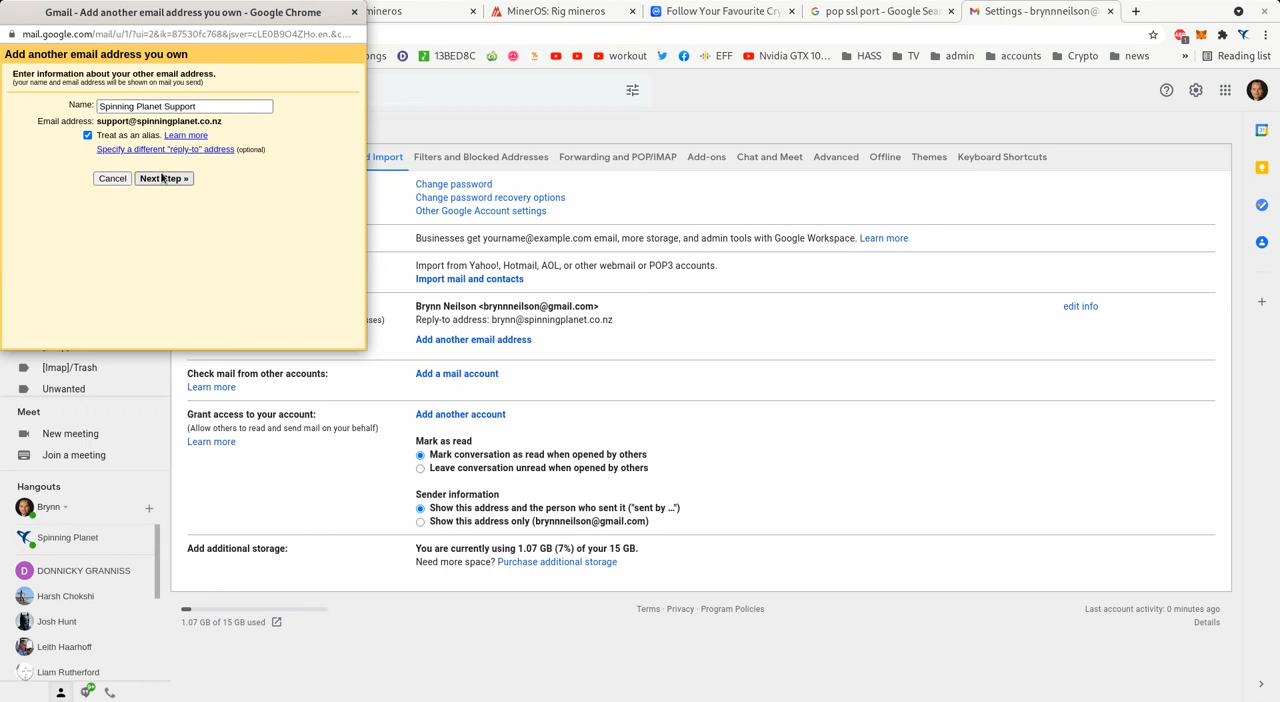 Gmail - Add another email address you own - Google Chrome
mail.google.com/mail/u/1/?ui=2&ik=87530fc768&jsver=cLE0B9O4ZHo.en.&c...
Add another email address you own
Enter information about your other email address.
(your name and email address will be shown on mail you send)
Name: Spinning Planet Support
Email address: support@spinningplanet.co.nz
Treat as an alias. Learn more
Specify a different "reply-to" address (optional)
Cancel Next Step »
mineros
MinerOS: Rig mineros
Follow Your Favourite Cry
pop ssl port - Google Sea
Settings - brynnneilson@
ongs 13BED8C. workout EFF Nvidia GTX 10... admin accounts Crypto news » Reading list
d Import Filters and Blocked Addresses Forwarding and POP/IMAP Add-ons Chat and Meet Advanced Offline Themes Keyboard Shortcuts
Change password
Change password recovery options
Other Google Account settings
Businesses get yourname@example.com email, more storage, and admin tools with Google Workspace. Learn more
Import from Yahoo!, Hotmail, AOL, or other webmail or POP3 accounts.
Import mail and contacts
Brynn Neilson <brynnneilson@gmail.com> edit info
sses) Reply-to address: brynn@spinningplanet.co.nz
Add another email address
Check mail from other accounts: Add a mail account
Learn more
Grant access to your account: Add another account
(Allow others to read and send mail on your behalf)
Learn more
Mark as read
Mark conversation as read when opened by others
Leave conversation unread when opened by others
Sender information
Show this address and the person who sent it ("sent by ...")
Show this address only (brynnneilson@gmail.com)
Add additional storage: You are currently using 1.07 GB (7%) of your 15 GB.
Need more space? Purchase additional storage
1.07 GB of 15 GB used
Terms · Privacy · Program Policies
Last account activity: 0 minutes ago
Details
[Imap]/Trash
Unwanted
Meet
New meeting
Join a meeting
Hangouts
Brynn
Spinning Planet
DONNICKY GRANNISS
Harsh Chokshi
Josh Hunt
Leith Haarhoff
Liam Rutherford